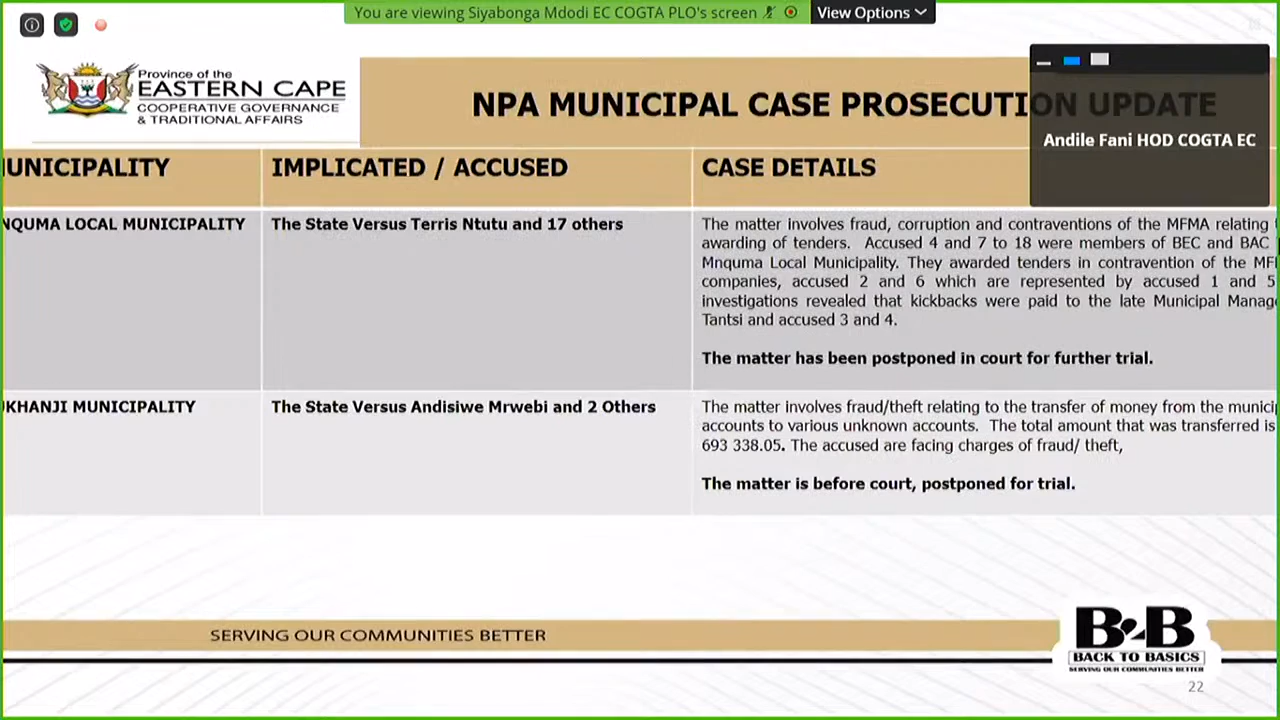 You are viewing Siyabonga Mdodi EC COGTA PLO's screen
View Options
Province of the
EASTERN CAPE
COOPERATIVE GOVERNANCE
& TRADITIONAL AFFAIRS
NPA MUNICIPAL CASE PROSECUTION UPDATE
Andile Fani HOD COGTA EC
UNICIPALITY
IMPLICATED / ACCUSED
CASE DETAILS
NQUMA LOCAL MUNICIPALITY
The State Versus Terris Ntutu and 17 others
The matter involves fraud, corruption and contraventions of the MFMA relating
awarding of tenders. Accused 4 and 7 to 18 were members of BEC and BAC
Mnquma Local Municipality. They awarded tenders in contravention of the
companies, accused 2 and 6 which are represented by accused 1 and 5
investigations revealed that kickbacks were paid to the late Municipal Manag
Tantsi and accused 3 and 4.
The matter has been postponed in court for further trial.
UKHANJI MUNICIPALITY
The State Versus Andisiwe Mrwebi and 2 Others
The matter involves fraud/theft relating to the transfer of money from the munici
accounts to various unknown accounts. The total amount that was transferred is
693 338.05. The accused are facing charges of fraud/ theft,
The matter is before court, postponed for trial.
SERVING OUR COMMUNITIES BETTER
B2B
BACK TO BASICS
SERVING OUR COMMUNITIES BETTER
22